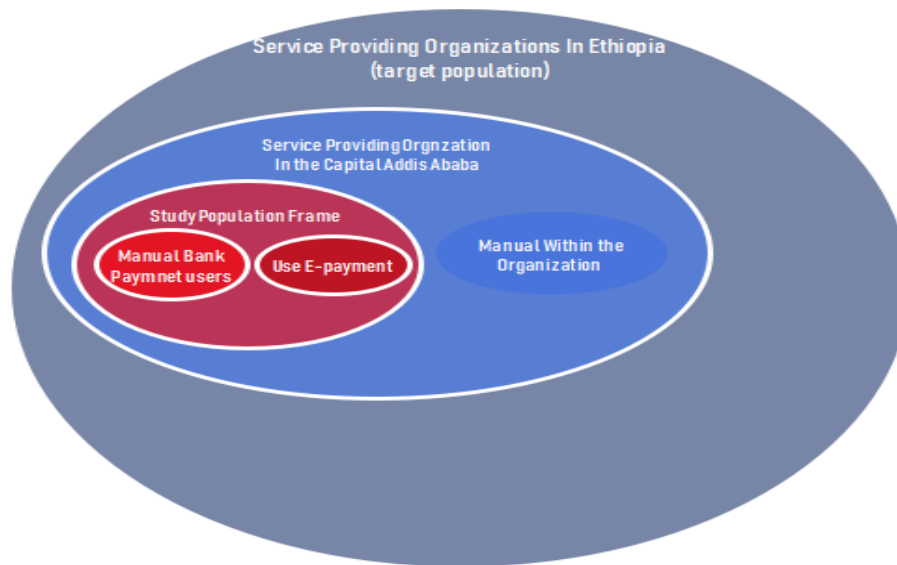 Service Providing Organizations In Ethiopia
(target population)
Service Providing Orgnzation
In the Capital Addis Ababa
Study Population Frame
Manual Bank
Paymnet users
Use E-payment
Manual Within the
Organization